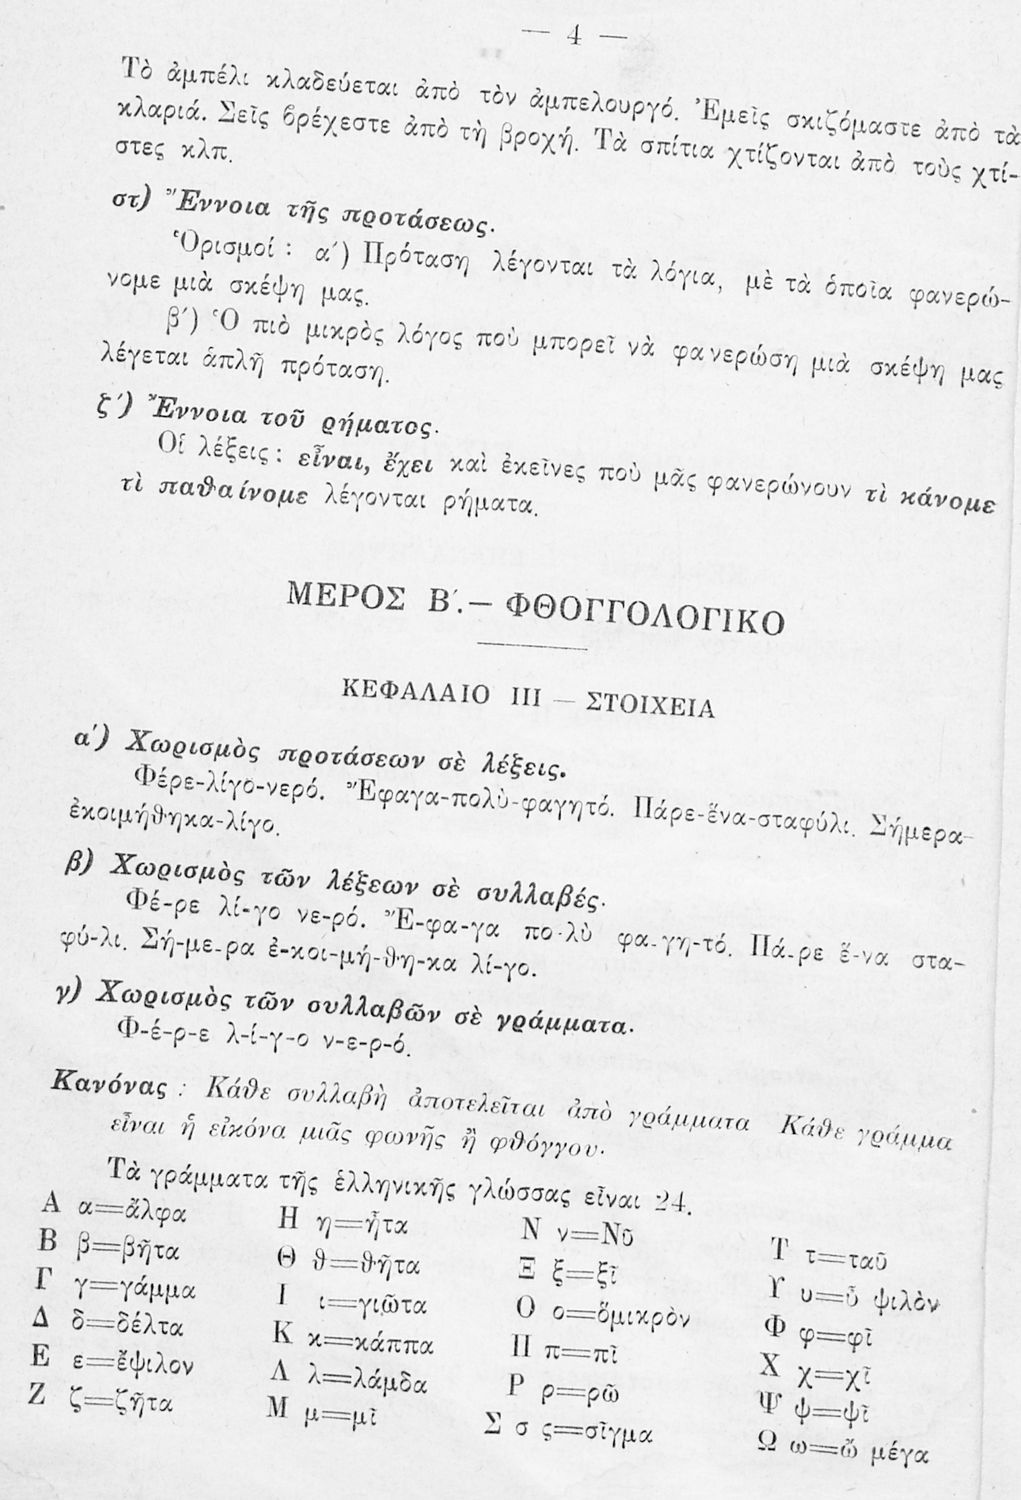 — 4 —
Τὸ ἀμπέλι κλαδεύεται ἀπὸ τὸν ἀμπελουργό. Ἐμεῖς σκιζόμαστε ἀπὸ τὰ
κλαριά. Σεῖς βρέχεστε ἀπὸ τὴ βροχή. Τὰ σπίτια χτίζονται ἀπὸ τοὺς χτί-
στες κλπ.
στ) Ἔννοια τῆς προτάσεως.
Ὁρισμοί : α΄) Πρόταση λέγονται τὰ λόγια, μὲ τὰ ὁποῖα φανερώ-
νομε μιὰ σκέψη μας.
β΄) Ὁ πιὸ μικρὸς λόγος ποὺ μπορεῖ νὰ φανερώση μιὰ σκέψη μας
λέγεται ἁπλῆ πρόταση.
ζ΄) Ἔννοια τοῦ ρήματος.
Οἱ λέξεις : εἶναι, ἔχει καὶ ἐκεῖνες ποὺ μᾶς φανερώνουν τὶ κάνομε
τὶ παθαίνομε λέγονται ρήματα.
ΜΕΡΟΣ Β΄.— ΦΘΟΓΓΟΛΟΓΙΚΟ
ΚΕΦΑΛΑΙΟ ΙΙΙ — ΣΤΟΙΧΕΙΑ
α΄) Χωρισμὸς προτάσεων σὲ λέξεις.
Φέρε-λίγο-νερό. Ἔφαγα-πολὺ-φαγητό. Πάρε-ἕνα-σταφύλι. Σήμερα-
ἐκοιμήθηκα-λίγο.
β) Χωρισμὸς τῶν λέξεων σὲ συλλαβές.
Φέ-ρε λί-γο νε-ρό. Ἔ-φα-γα πο-λὺ φα-γη-τό. Πά-ρε ἕ-να στα-
φύ-λι. Σή-με-ρα ἐ-κοι-μή-θη-κα λί-γο.
γ) Χωρισμὸς τῶν συλλαβῶν σὲ γράμματα.
Φ-έ-ρ-ε λ-ί-γ-ο ν-ε-ρ-ό.
Κανόνας : Κάθε συλλαβὴ ἀποτελεῖται ἀπὸ γράμματα Κάθε γράμμα
εἶναι ἡ εἰκόνα μιᾶς φωνῆς ἢ φθόγγου.
Τὰ γράμματα τῆς ἑλληνικῆς γλώσσας εἶναι 24.
Α α=ἄλφα Η η=ἦτα Ν ν=Νῦ Τ τ=ταῦ
Β β=βῆτα Θ θ=θῆτα Ξ ξ=ξῖ Υ υ=ὖ ψιλὸν
Γ γ=γάμμα Ι ι=γιῶτα Ο ο=ὅμικρὸν Φ φ=φῖ
Δ δ=δέλτα Κ κ=κάππα Π π=πῖ Χ χ=χῖ
Ε ε=ἔψιλον Λ λ=λάμδα Ρ ρ=ρῶ Ψ ψ=ψῖ
Ζ ζ=ζῆτα Μ μ=μῖ Σ σ ς=σῖγμα Ω ω=ὦ μέγα